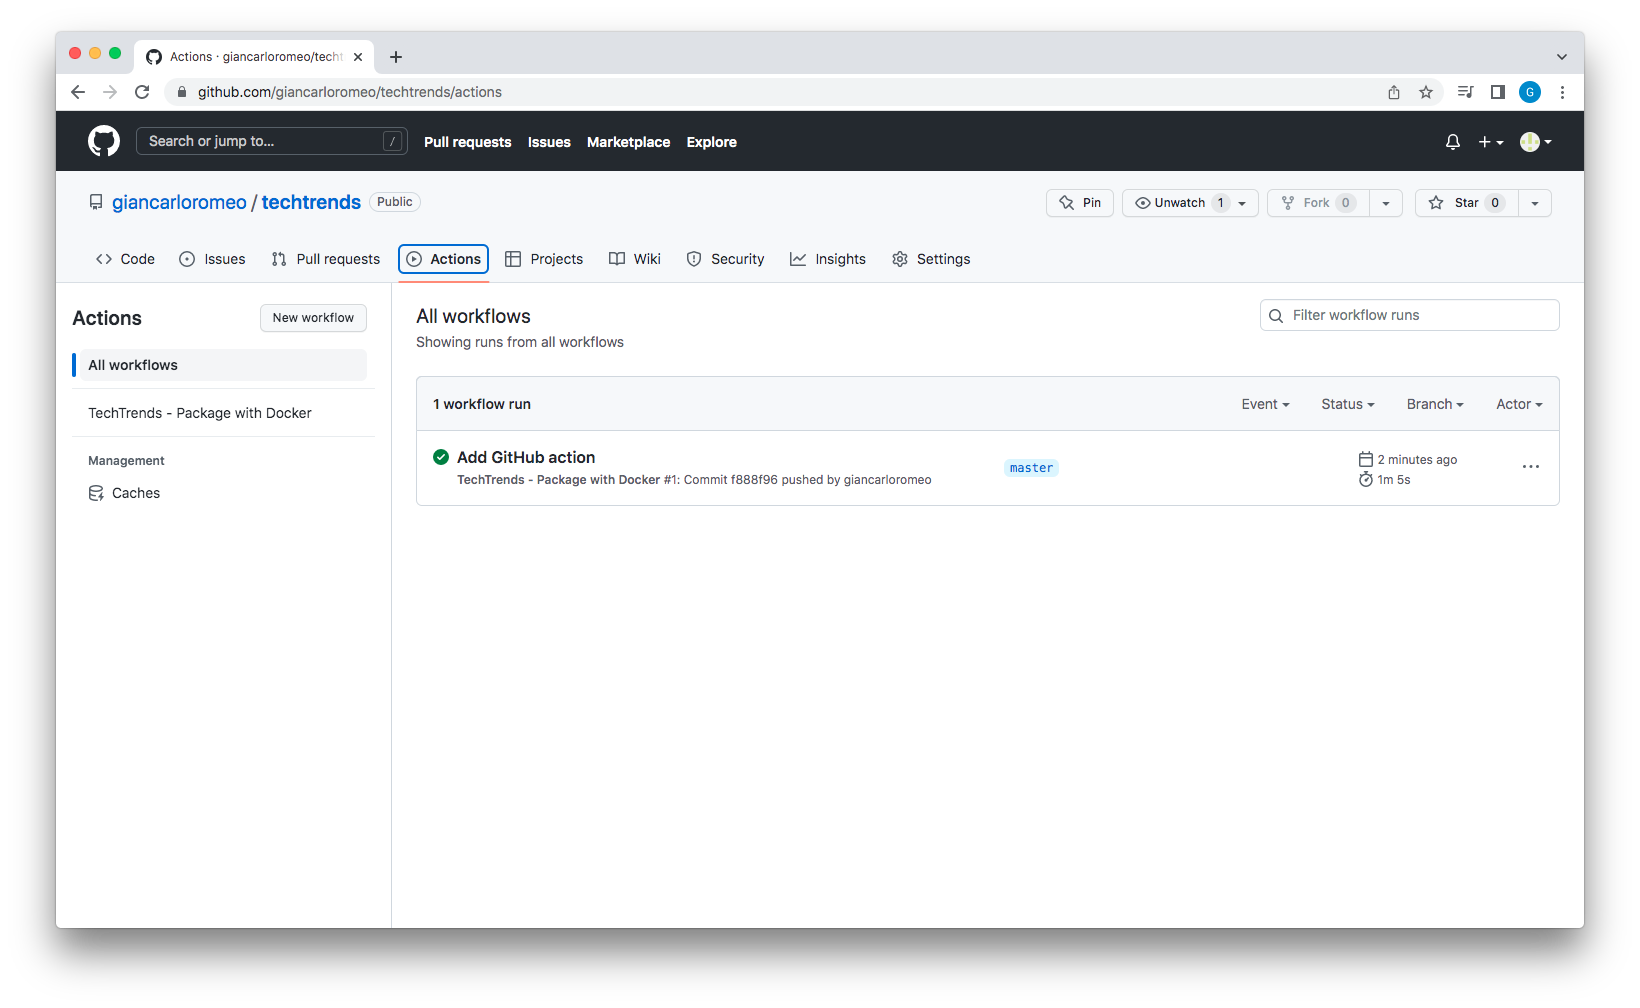 Actions · giancarloromeo/tech
github.com/giancarloromeo/techtrends/actions
G
Search or jump to...
/
Pull requests
Issues
Marketplace
Explore
giancarloromeo / techtrends
Public
Pin
Unwatch 1
Fork 0
Star 0
Code
Issues
Pull requests
Actions
Projects
Wiki
Security
Insights
Settings
Actions
New workflow
All workflows
TechTrends - Package with Docker
Management
Caches
All workflows
Showing runs from all workflows
Filter workflow runs
1 workflow run
Event
Status
Branch
Actor
Add GitHub action
TechTrends - Package with Docker #1: Commit f888f96 pushed by giancarloromeo
master
2 minutes ago
1m 5s